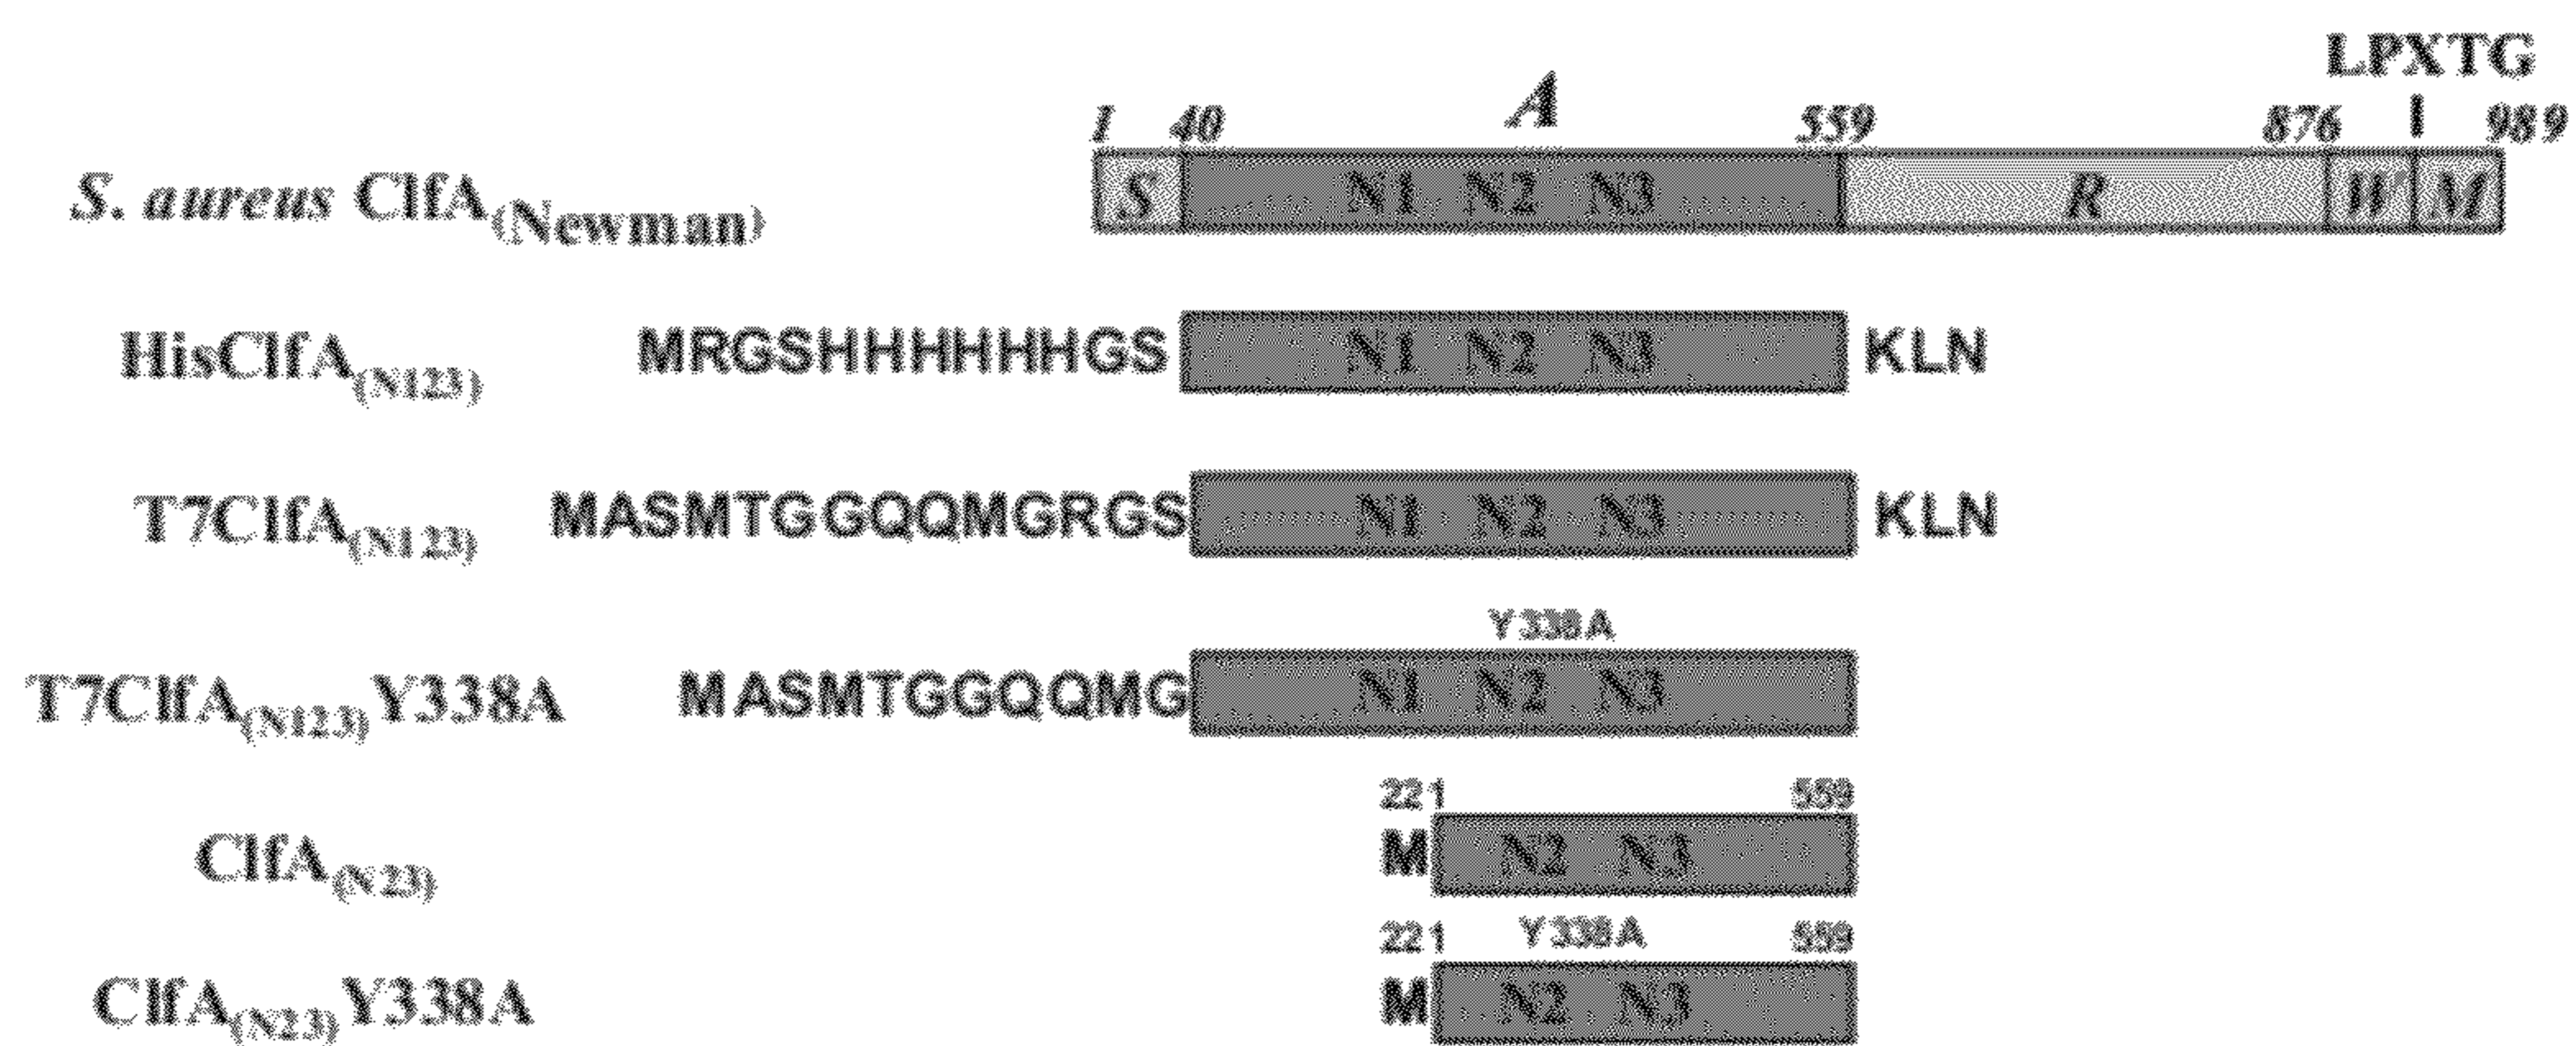 LPXTG
1 40 A 559 876 989
S. aureus ClfA(Newman) S N1 N2 N3 R W M
HisClfA(N123) MRGSHHHHHHGS N1 N2 N3 KLN
T7ClfA(N123) MASMTGGQQMGRGS N1 N2 N3 KLN
Y338A
T7ClfA(N123)Y338A MASMTGGQQMG N1 N2 N3
221 559
ClfA(N23) M N2 N3
221 Y338A 559
ClfA(N23)Y338A M N2 N3